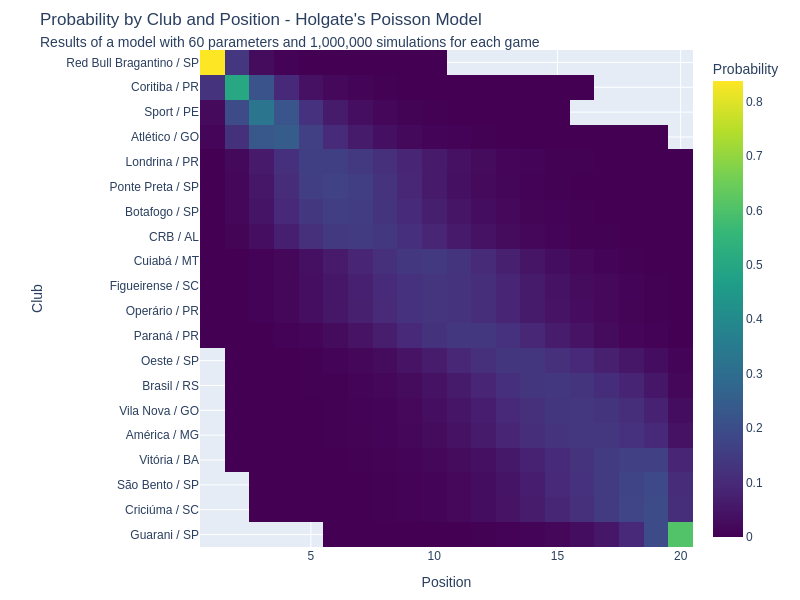 Probability by Club and Position - Holgate's Poisson Model
Results of a model with 60 parameters and 1,000,000 simulations for each game
Probability
Red Bull Bragantino / SP
Coritiba / PR
Sport / PE
Atlético / GO
Londrina / PR
Ponte Preta / SP
Botafogo / SP
CRB / AL
Cuiabá / MT
Figueirense / SC
Operário / PR
Paraná / PR
Oeste / SP
Brasil / RS
Vila Nova / GO
América / MG
Vitória / BA
São Bento / SP
Criciúma / SC
Guarani / SP
Club
5
10
15
20
Position
0.8
0.7
0.6
0.5
0.4
0.3
0.2
0.1
0